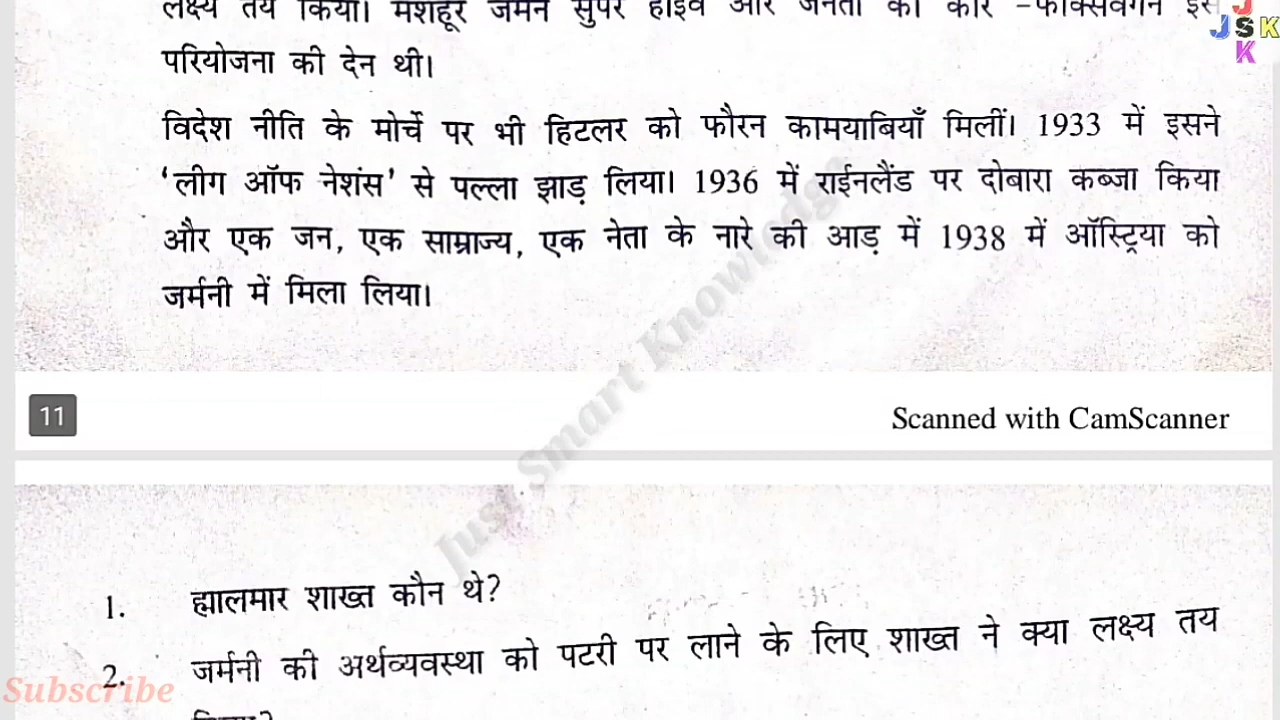 लक्ष्य तय किया। मशहूर जर्मन सुपर हाइवे और जनता की कार -फॉक्सवैगन इस
परियोजना की देन थी।
विदेश नीति के मोर्चे पर भी हिटलर को फौरन कामयाबियाँ मिलीं। 1933 में इसने
‘लीग ऑफ नेशंस’ से पल्ला झाड़ लिया। 1936 में राईनलैंड पर दोबारा कब्जा किया
और एक जन, एक साम्राज्य, एक नेता के नारे की आड़ में 1938 में ऑस्ट्रिया को
जर्मनी में मिला लिया।
Just Smart Knowledge
11
Scanned with CamScanner
1. ह्यालमार शाख्त कौन थे?
2. जर्मनी की अर्थव्यवस्था को पटरी पर लाने के लिए शाख्त ने क्या लक्ष्य तय
Subscribe
J
JSK
K